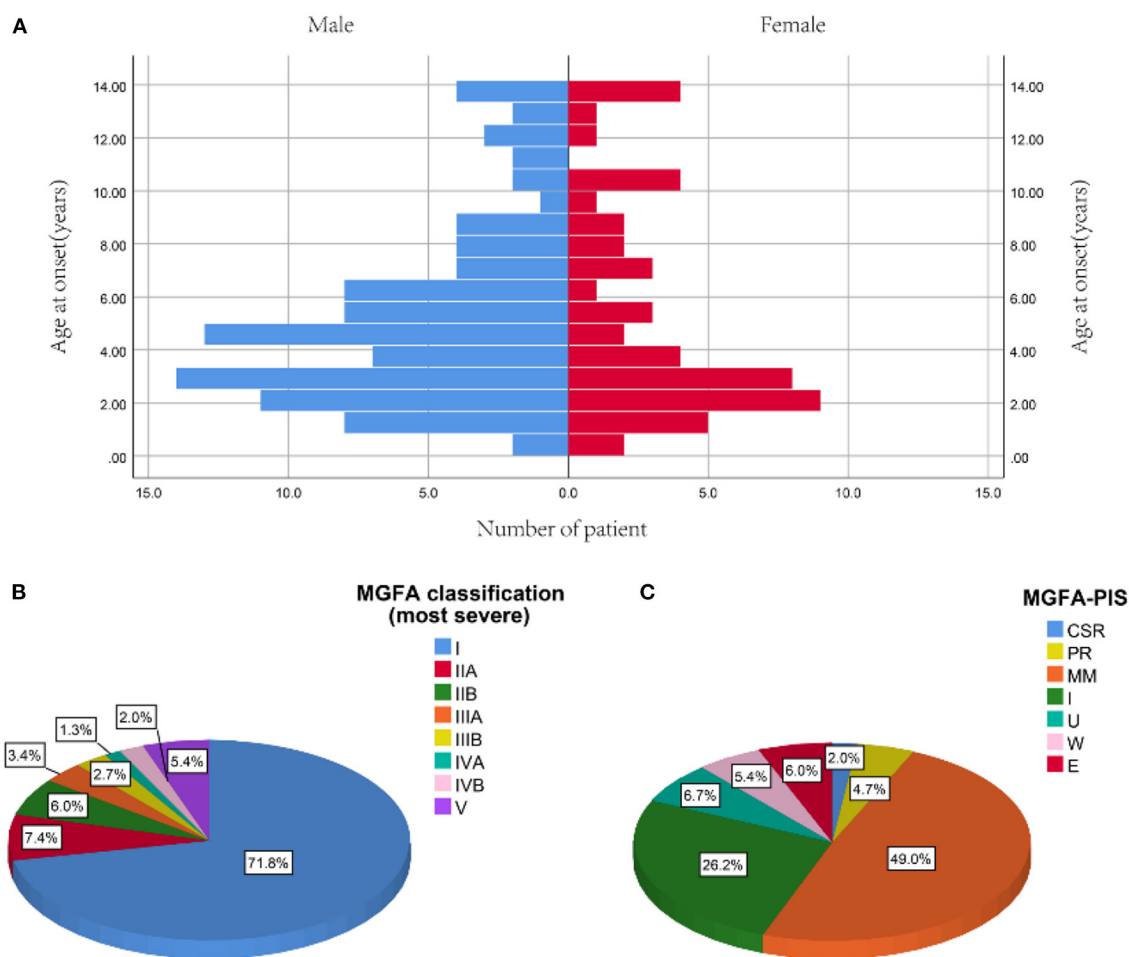 A
Male
Female
14.00
12.00
10.00
8.00
6.00
4.00
2.00
.00
Age at onset(years)
14.00
12.00
10.00
8.00
6.00
4.00
2.00
.00
Age at onset(years)
15.0
10.0
5.0
0.0
5.0
10.0
15.0
Number of patient
B
MGFA classification
(most severe)
I
IIA
IIB
IIIA
IIIB
IVA
IVB
V
2.0%
1.3%
3.4%
5.4%
2.7%
6.0%
7.4%
71.8%
C
MGFA-PIS
CSR
PR
MM
I
U
W
E
2.0%
6.0%
5.4%
4.7%
6.7%
26.2%
49.0%